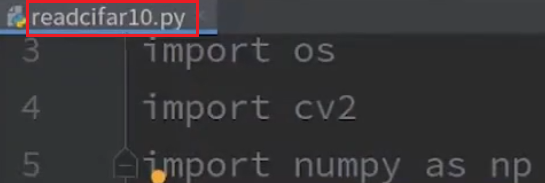 readcifar10.py
3 import os
4 import cv2
5 import numpy as np